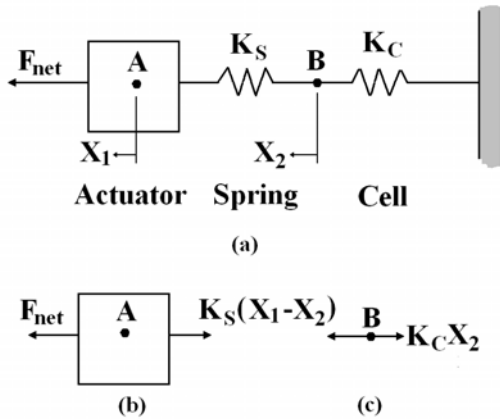 F_net A K_S B K_C
X_1 X_2
Actuator Spring Cell
(a)
F_net A K_S(X_1-X_2) B K_CX_2
(b) (c)